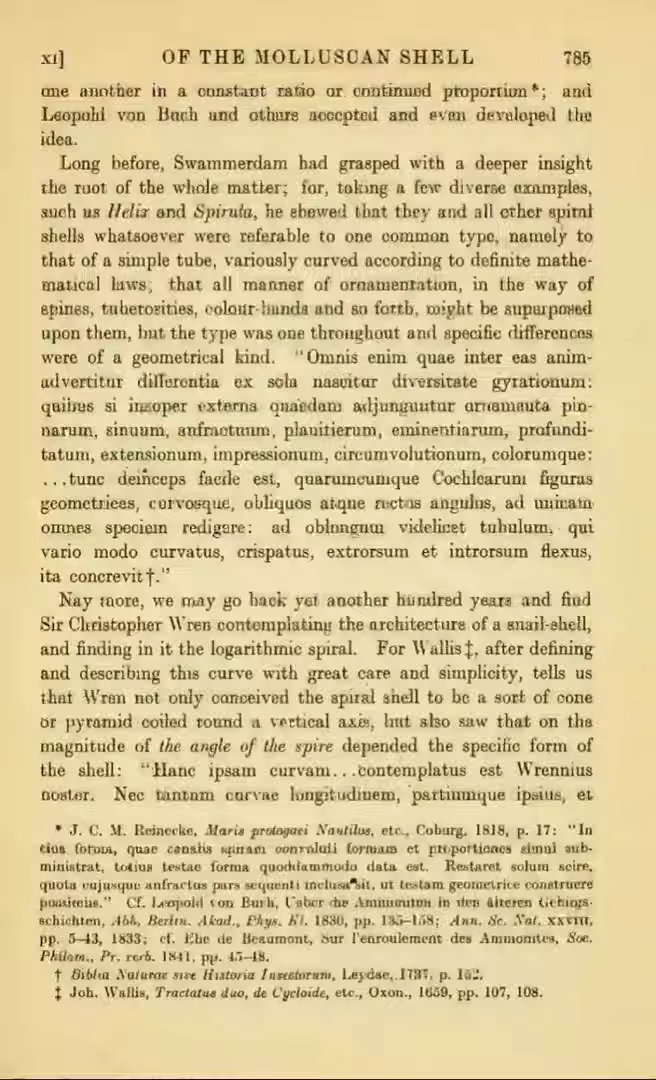 XI] OF THE MOLLUSCAN SHELL 785
one another in a constant ratio or continued proportion*; and
Leopold von Buch and others accepted and even developed the
idea.
Long before, Swammerdam had grasped with a deeper insight
the root of the whole matter; for, taking a few diverse examples,
such as Helix and Spirula, he shewed that they and all other spiral
shells whatsoever were referable to one common type, namely to
that of a simple tube, variously curved according to definite mathe-
matical laws; that all manner of ornamentation, in the way of
spines, tuberosities, colour-bands and so forth, might be superposed
upon them, but the type was one throughout and specific differences
were of a geometrical kind. "Omnis enim quae inter eas anim-
advertitur differentia ex sola nascitur diversitate gyrationum:
quibus si insuper externa quaedam adjunguntur ornamenta pin-
narum, sinuum, anfractuum, planitierum, eminentiarum, profundi-
tatum, extensionum, impressionum, circumvolutionum, colorumque:
...tunc deinceps facile est, quarumcumque Cochlearum figuras
geometricas, curvosque, obliquos atque rectos angulos, ad unicam
omnes speciem redigere: ad oblongum videlicet tubulum, qui
vario modo curvatus, crispatus, extrorsum et introrsum flexus,
ita concrevit†."
Nay more, we may go back yet another hundred years and find
Sir Christopher Wren contemplating the architecture of a snail-shell,
and finding in it the logarithmic spiral. For Wallis‡, after defining
and describing this curve with great care and simplicity, tells us
that Wren not only conceived the spiral shell to be a sort of cone
or pyramid coiled round a vertical axis, but also saw that on the
magnitude of the angle of the spire depended the specific form of
the shell: "Hanc ipsam curvam...contemplatus est Wrennius
noster. Nec tantum curvae longitudinem, partiumque ipsius, et
* J. C. M. Reinecke, Maris protogaei Nautilos, etc., Coburg, 1818, p. 17: "In
eius forma, quae canalis spiram convoluti formam et proportiones simul sub-
ministrat, totius testae forma quodammodo data est. Restaret solum scire,
quota cujusque anfractus pars sequenti inclusa sit, ut testam geometrice construere
possimus." Cf. Leopold von Buch, Ueber die Ammoniten in den älteren Gebirgs-
schichten, Abh. Berlin. Akad., Phys. Kl. 1830, pp. 135–158; Ann. Sc. Nat. XXVIII,
pp. 5–43, 1833; cf. Elie de Beaumont, Sur l'enroulement des Ammonites, Soc.
Philom., Pr. verb. 1841, pp. 45–48.
† Biblia Naturae sive Historia Insectorum, Leydae, 1737, p. 152.
‡ Joh. Wallis, Tractatus duo, de Cycloide, etc., Oxon., 1659, pp. 107, 108.